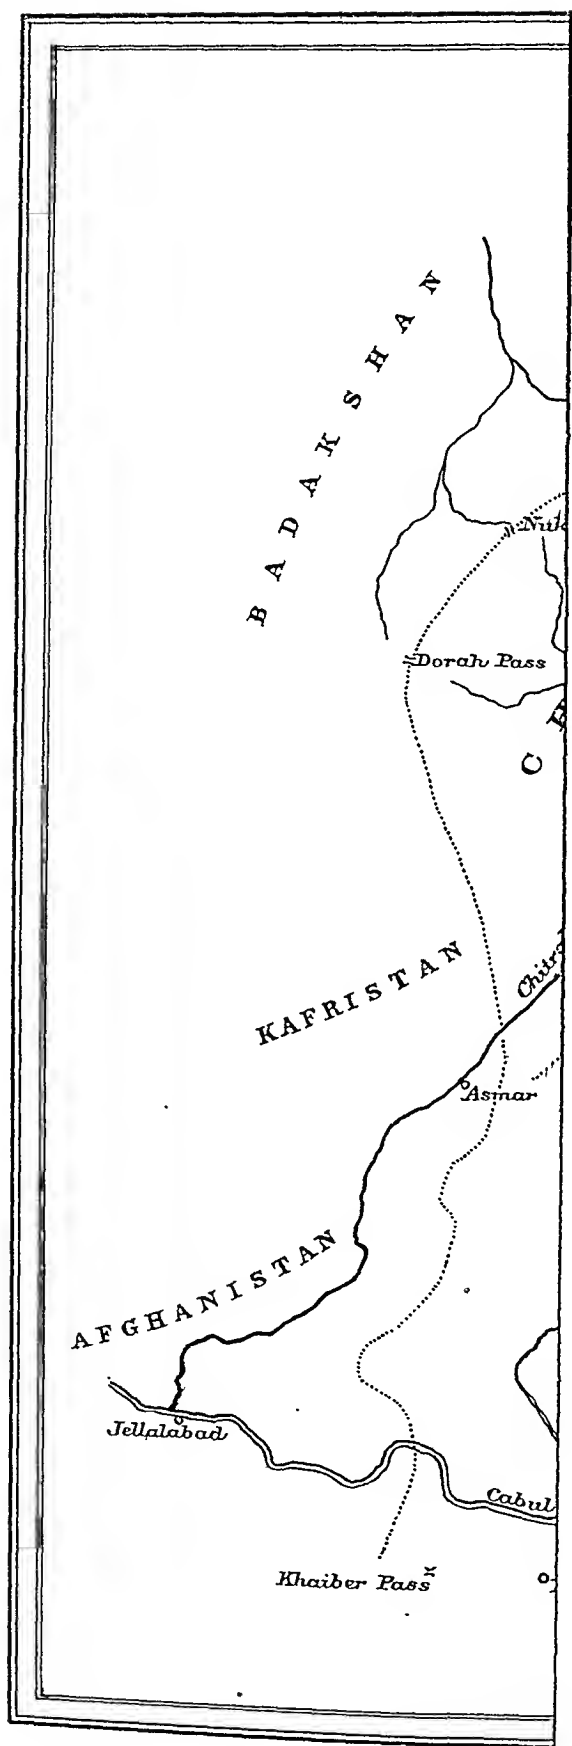 BADAKSHAN
Dorah Pass
KAFRISTAN
Asmar
AFGHANISTAN
Jellalabad
Cabul
Khaiber Pass